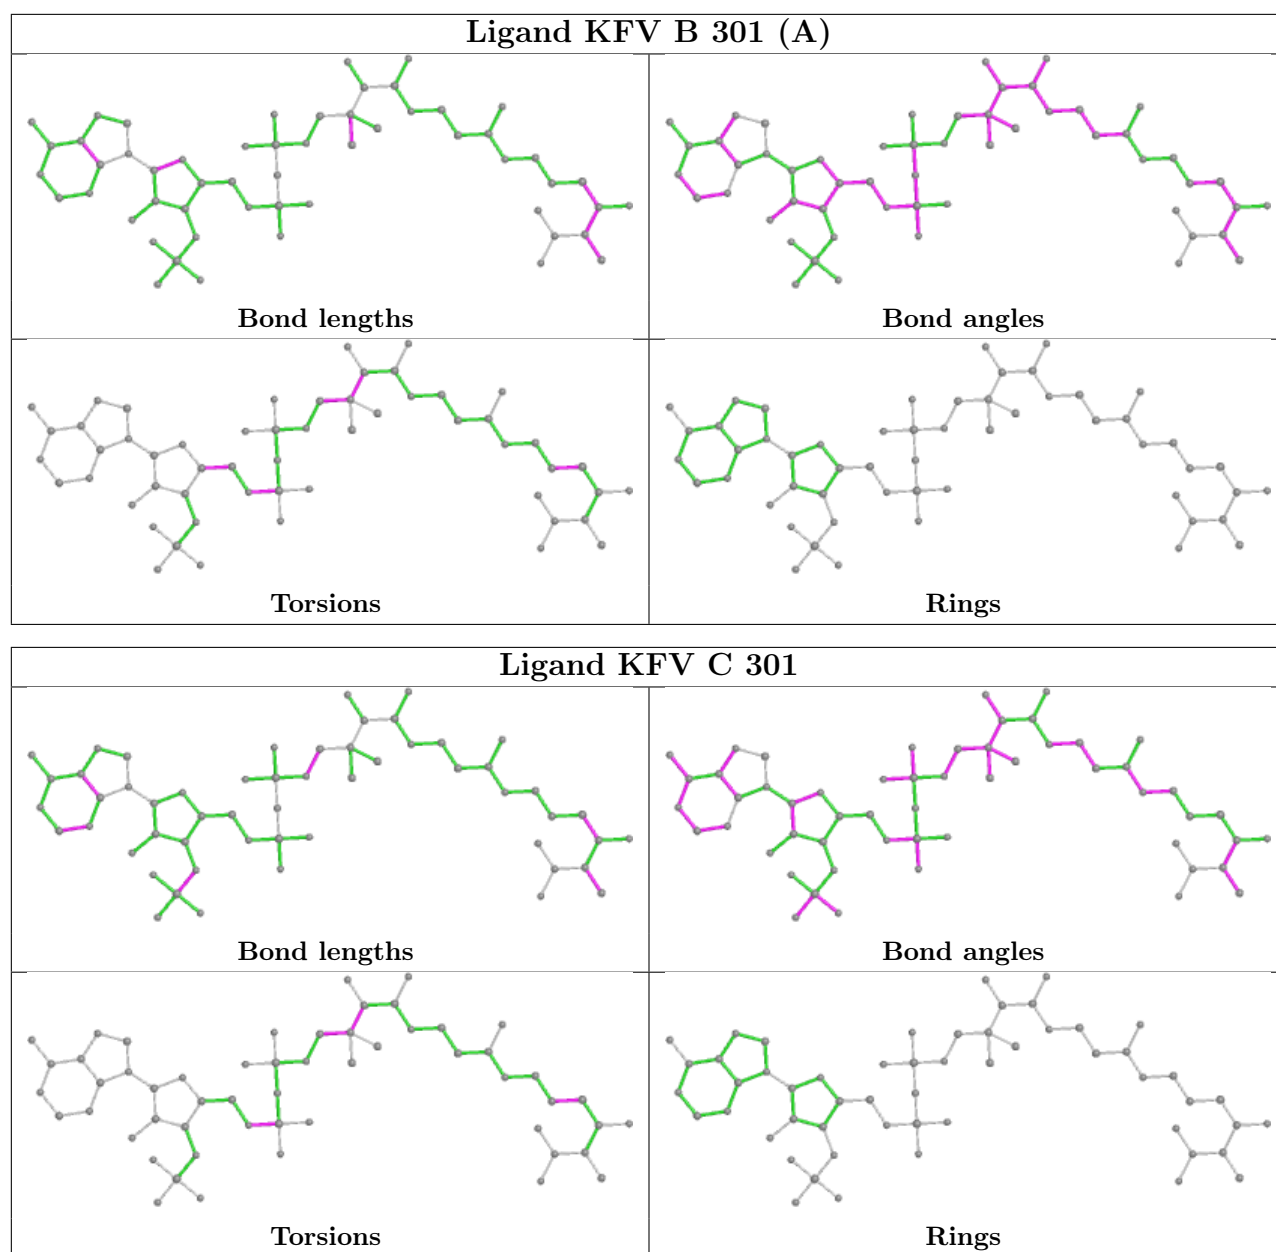 Ligand KFV B 301 (A)
Bond lengths
Bond angles
Torsions
Rings
Ligand KFV C 301
Bond lengths
Bond angles
Torsions
Rings